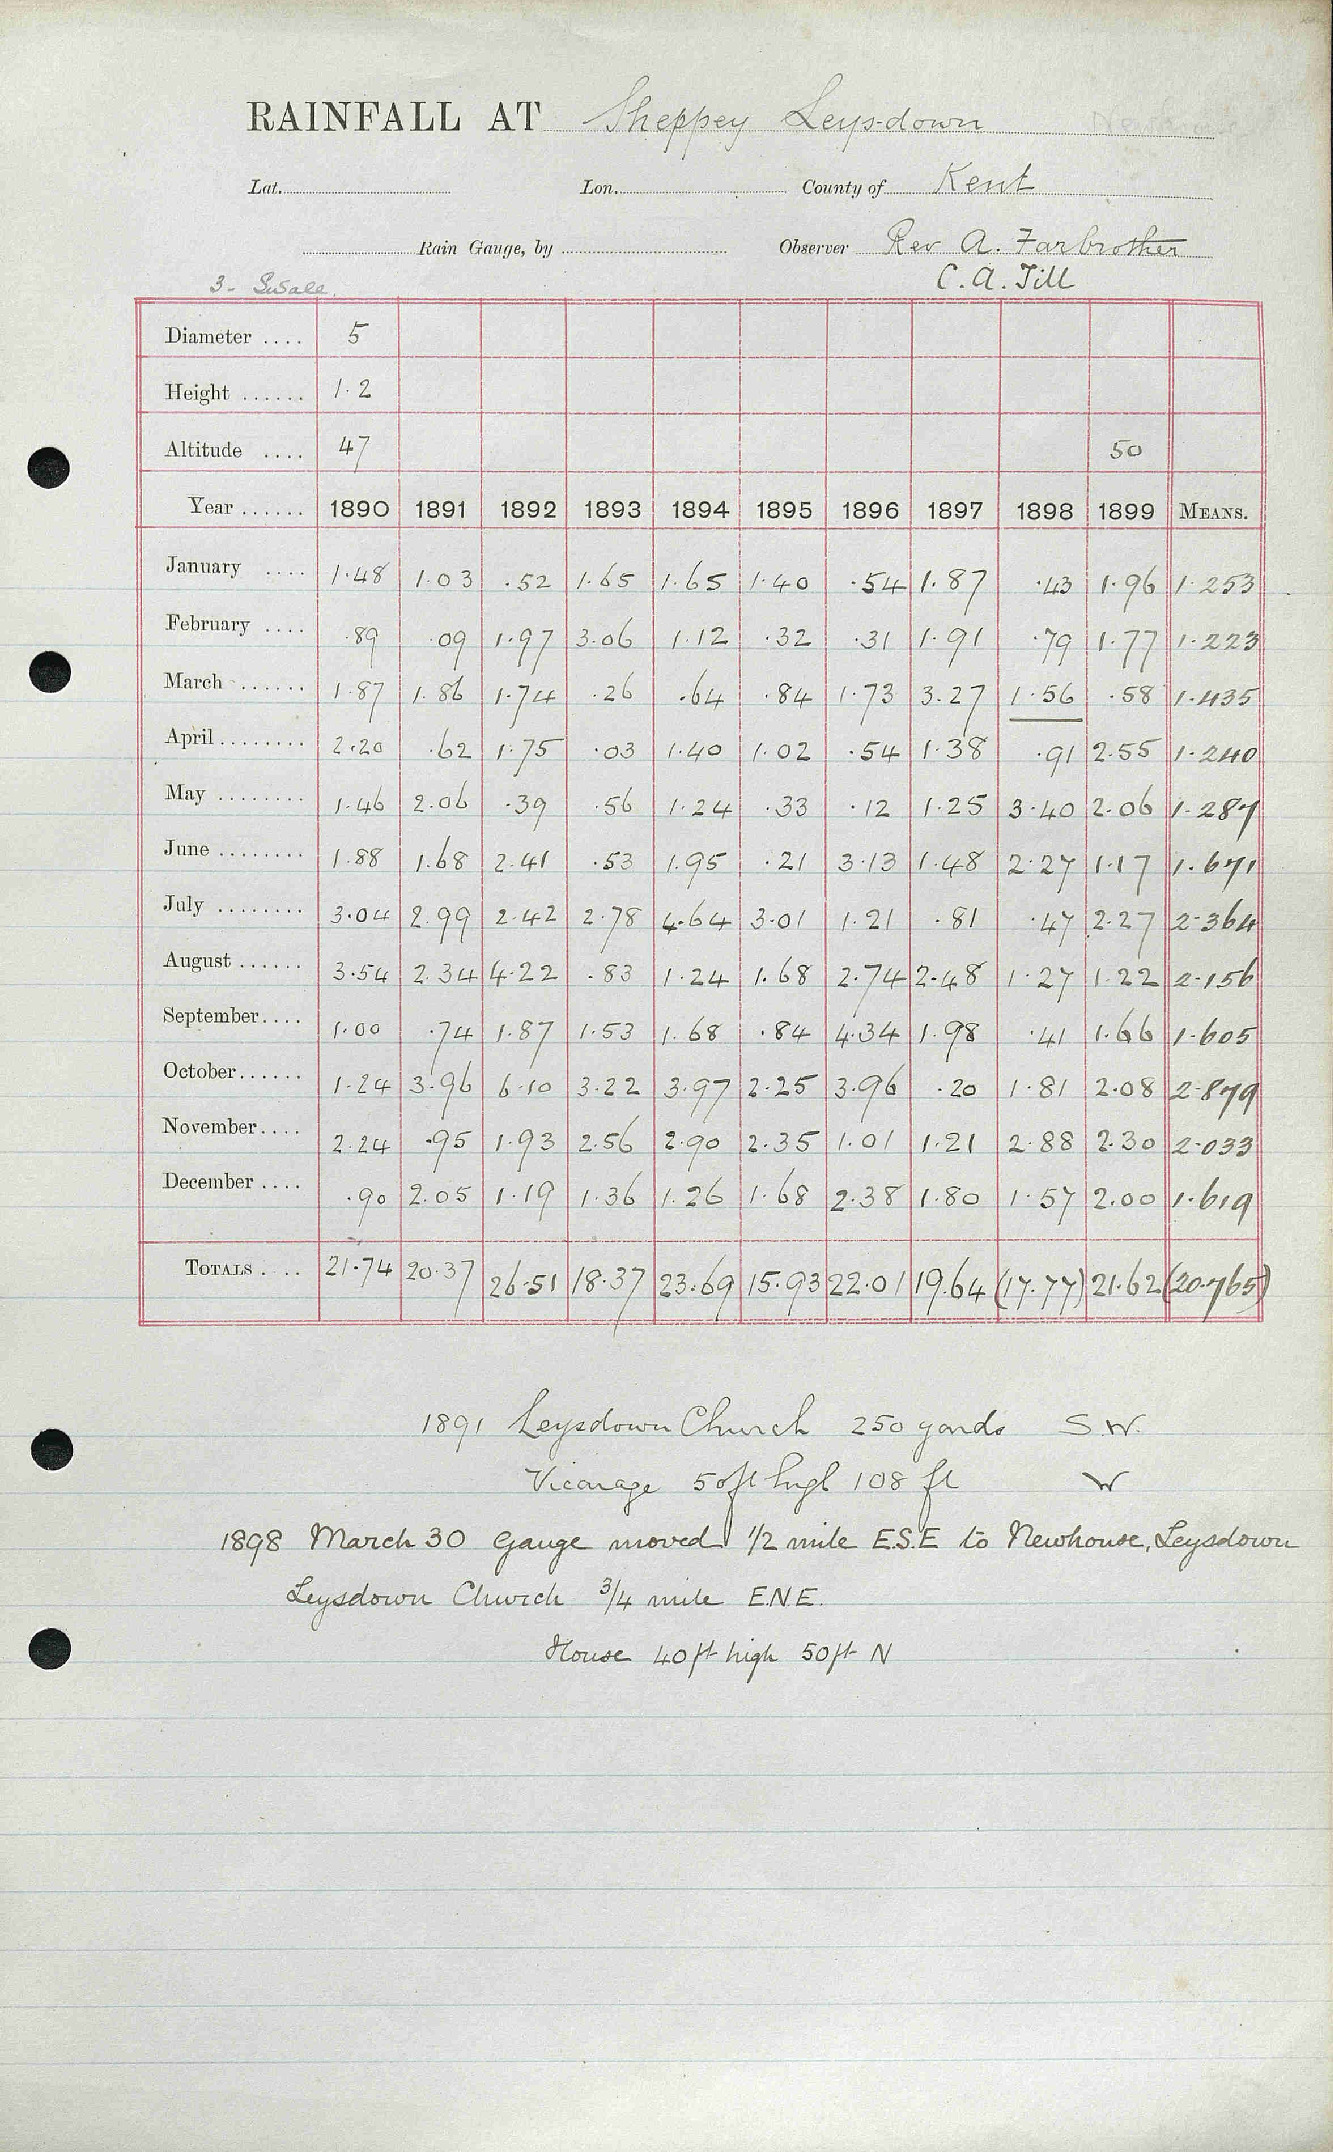 RAINFALL AT Sheppey Leysdown
Lat. Lon. County of Kent
Rain Gauge, by Observer Rev A. Farbrother
3- C. A. Till
Diameter .... 5
Height ...... 1.2
Altitude .... 47 50
Year ...... 1890 1891 1892 1893 1894 1895 1896 1897 1898 1899 MEANS.
January .... 1.48 1.03 .52 1.65 1.65 1.40 .54 1.87 .43 1.96 1.253
February .... .89 .09 1.97 3.06 1.12 .32 .31 1.91 .79 1.77 1.223
March ...... 1.87 1.86 1.74 .26 .64 .84 1.73 3.27 1.56 .58 1.435
April ........ 2.20 .62 1.75 .03 1.40 1.02 .54 1.38 .91 2.55 1.240
May ........ 1.46 2.06 .39 .56 1.24 .33 .12 1.25 3.40 2.06 1.287
June ........ 1.88 1.68 2.41 .53 1.95 .21 3.13 1.48 2.27 1.17 1.671
July ........ 3.04 2.99 2.42 2.78 4.64 3.01 1.21 .81 .47 2.27 2.364
August ...... 3.54 2.34 4.22 .83 1.24 1.68 2.74 2.48 1.27 1.22 2.156
September .... 1.00 .74 1.87 1.53 1.68 .84 4.34 1.98 .41 1.66 1.605
October ...... 1.24 3.96 6.10 3.22 3.97 2.25 3.96 .20 1.81 2.08 2.879
November .... 2.24 .95 1.93 2.56 2.90 2.35 1.01 1.21 2.88 2.30 2.033
December .... .90 2.05 1.19 1.36 1.26 1.68 2.38 1.80 1.57 2.00 1.619
TOTALS .... 21.74 20.37 26.51 18.37 23.69 15.93 22.01 19.64 (17.77) 21.62 (20.765)
1891 Leysdown Church 250 yards S.W.
Vicarage 50ft high 108 ft W
1898 March 30 Gauge moved 1/2 mile E.S.E to Newhouse, Leysdown
Leysdown Church 3/4 mile E.N.E.
House 40 ft high 50 ft N